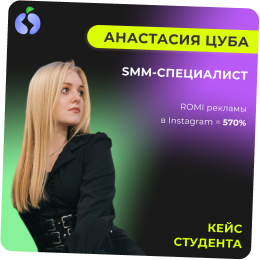 АНАСТАСИЯ ЦУБА
SMM-СПЕЦИАЛИСТ
ROMI рекламы
в Instagram = 570%
КЕЙС
СТУДЕНТА